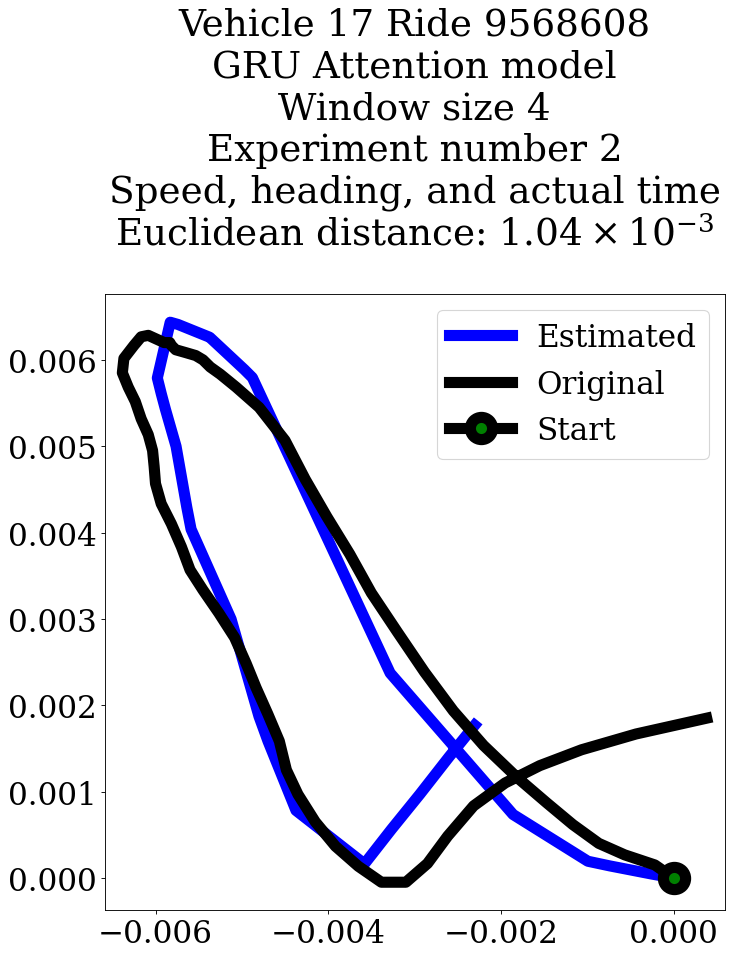 Vehicle 17 Ride 9568608
GRU Attention model
Window size 4
Experiment number 2
Speed, heading, and actual time
Euclidean distance: 1.04 × 10⁻³
Estimated
Original
Start
0.006
0.005
0.004
0.003
0.002
0.001
0.000
−0.006 −0.004 −0.002 0.000